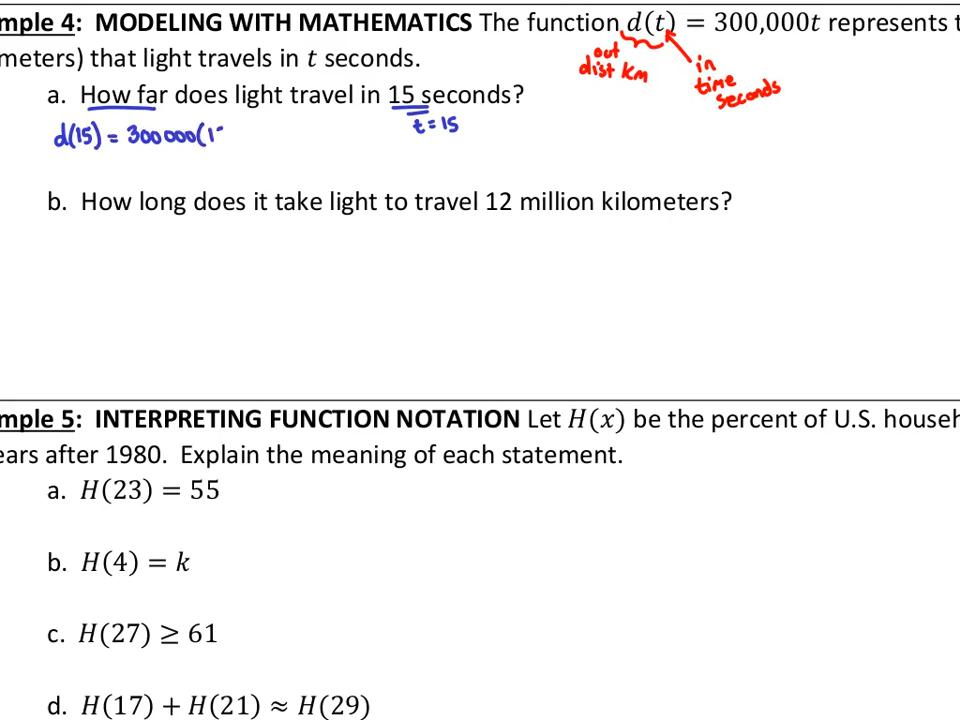 mple 4: MODELING WITH MATHEMATICS The function d(t) = 300,000t represents t
meters) that light travels in t seconds.
out
dist km
in
time
seconds
a. How far does light travel in 15 seconds?
t = 15
d(15) = 300 000(1
b. How long does it take light to travel 12 million kilometers?
mple 5: INTERPRETING FUNCTION NOTATION Let H(x) be the percent of U.S. househ
ears after 1980. Explain the meaning of each statement.
a. H(23) = 55
b. H(4) = k
c. H(27) ≥ 61
d. H(17) + H(21) ≈ H(29)